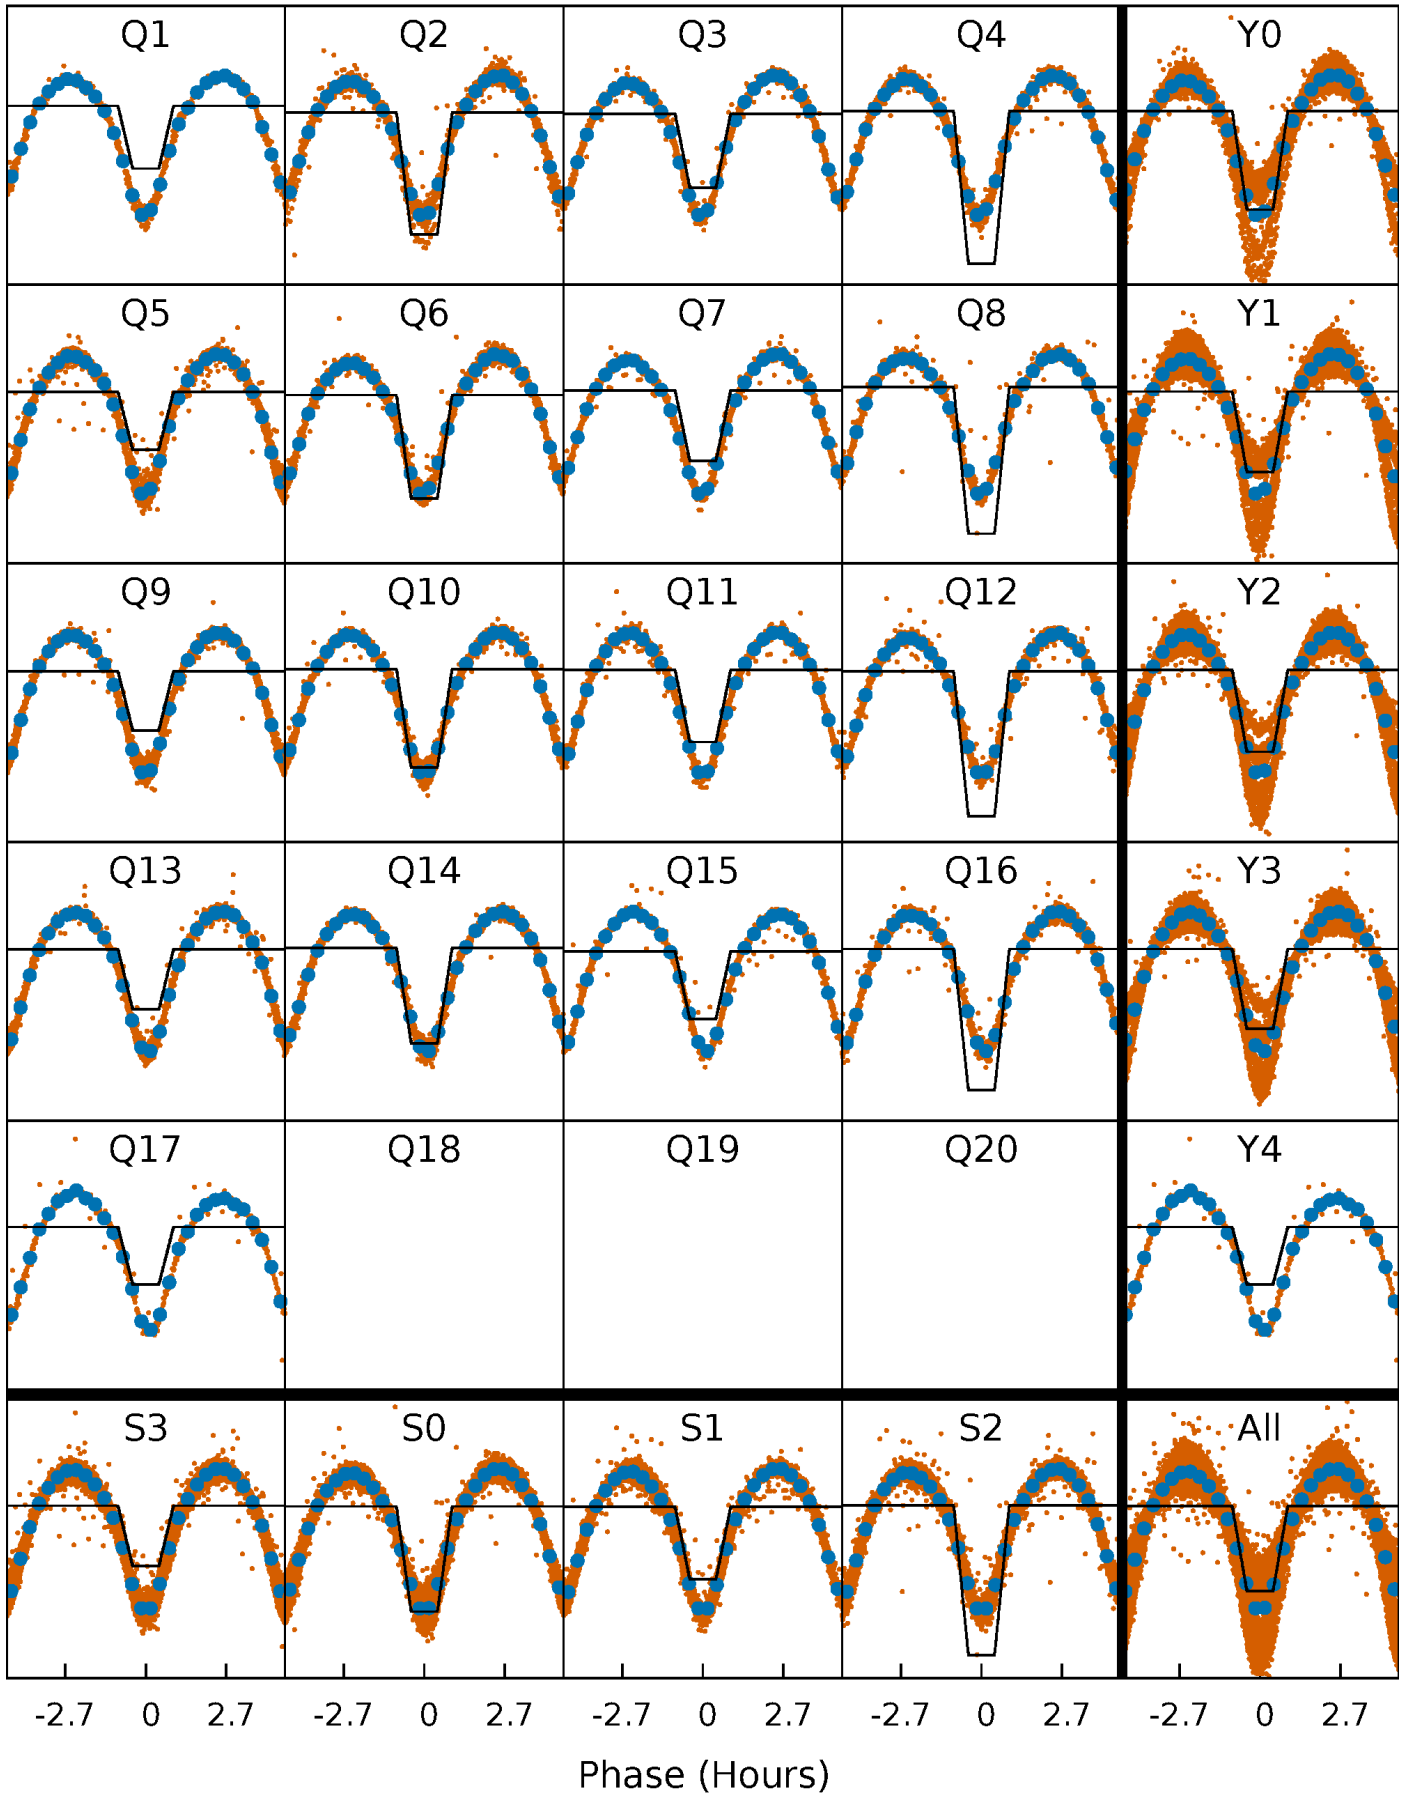 Q1 Q2 Q3 Q4 Y0
Q5 Q6 Q7 Q8 Y1
Q9 Q10 Q11 Q12 Y2
Q13 Q14 Q15 Q16 Y3
Q17 Q18 Q19 Q20 Y4
S3 S0 S1 S2 All
-2.7 0 2.7 -2.7 0 2.7 -2.7 0 2.7 -2.7 0 2.7 -2.7 0 2.7
Phase (Hours)